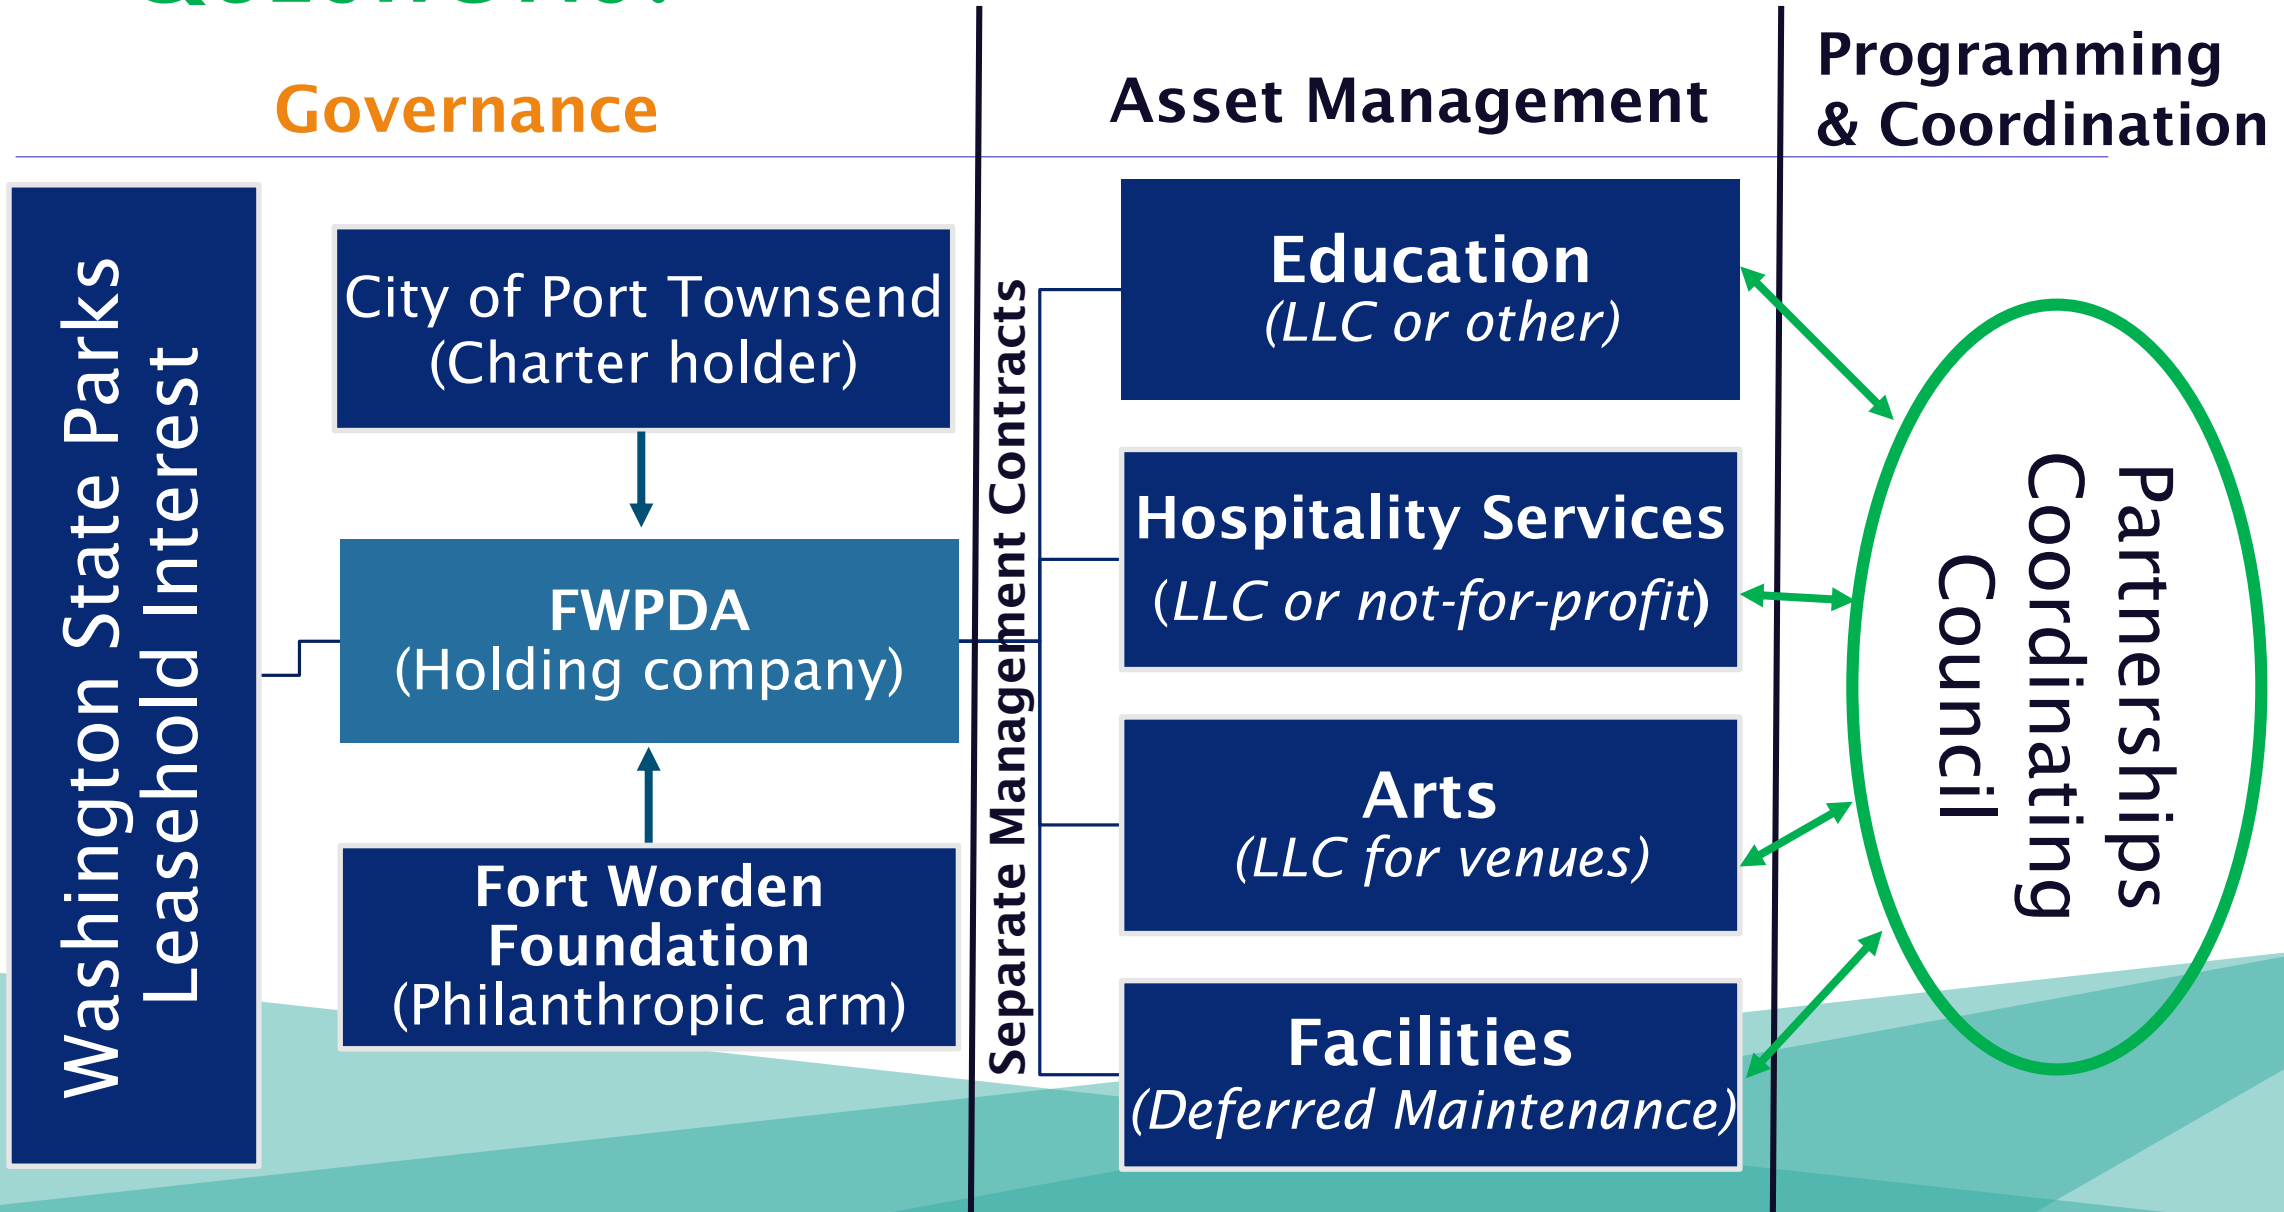 Governance
Asset Management
Programming
& Coordination
Washington State Parks
Leasehold Interest
City of Port Townsend
(Charter holder)
FWPDA
(Holding company)
Fort Worden
Foundation
(Philanthropic arm)
Separate Management Contracts
Education
(LLC or other)
Hospitality Services
(LLC or not-for-profit)
Arts
(LLC for venues)
Facilities
(Deferred Maintenance)
Partnerships
Coordinating
Council